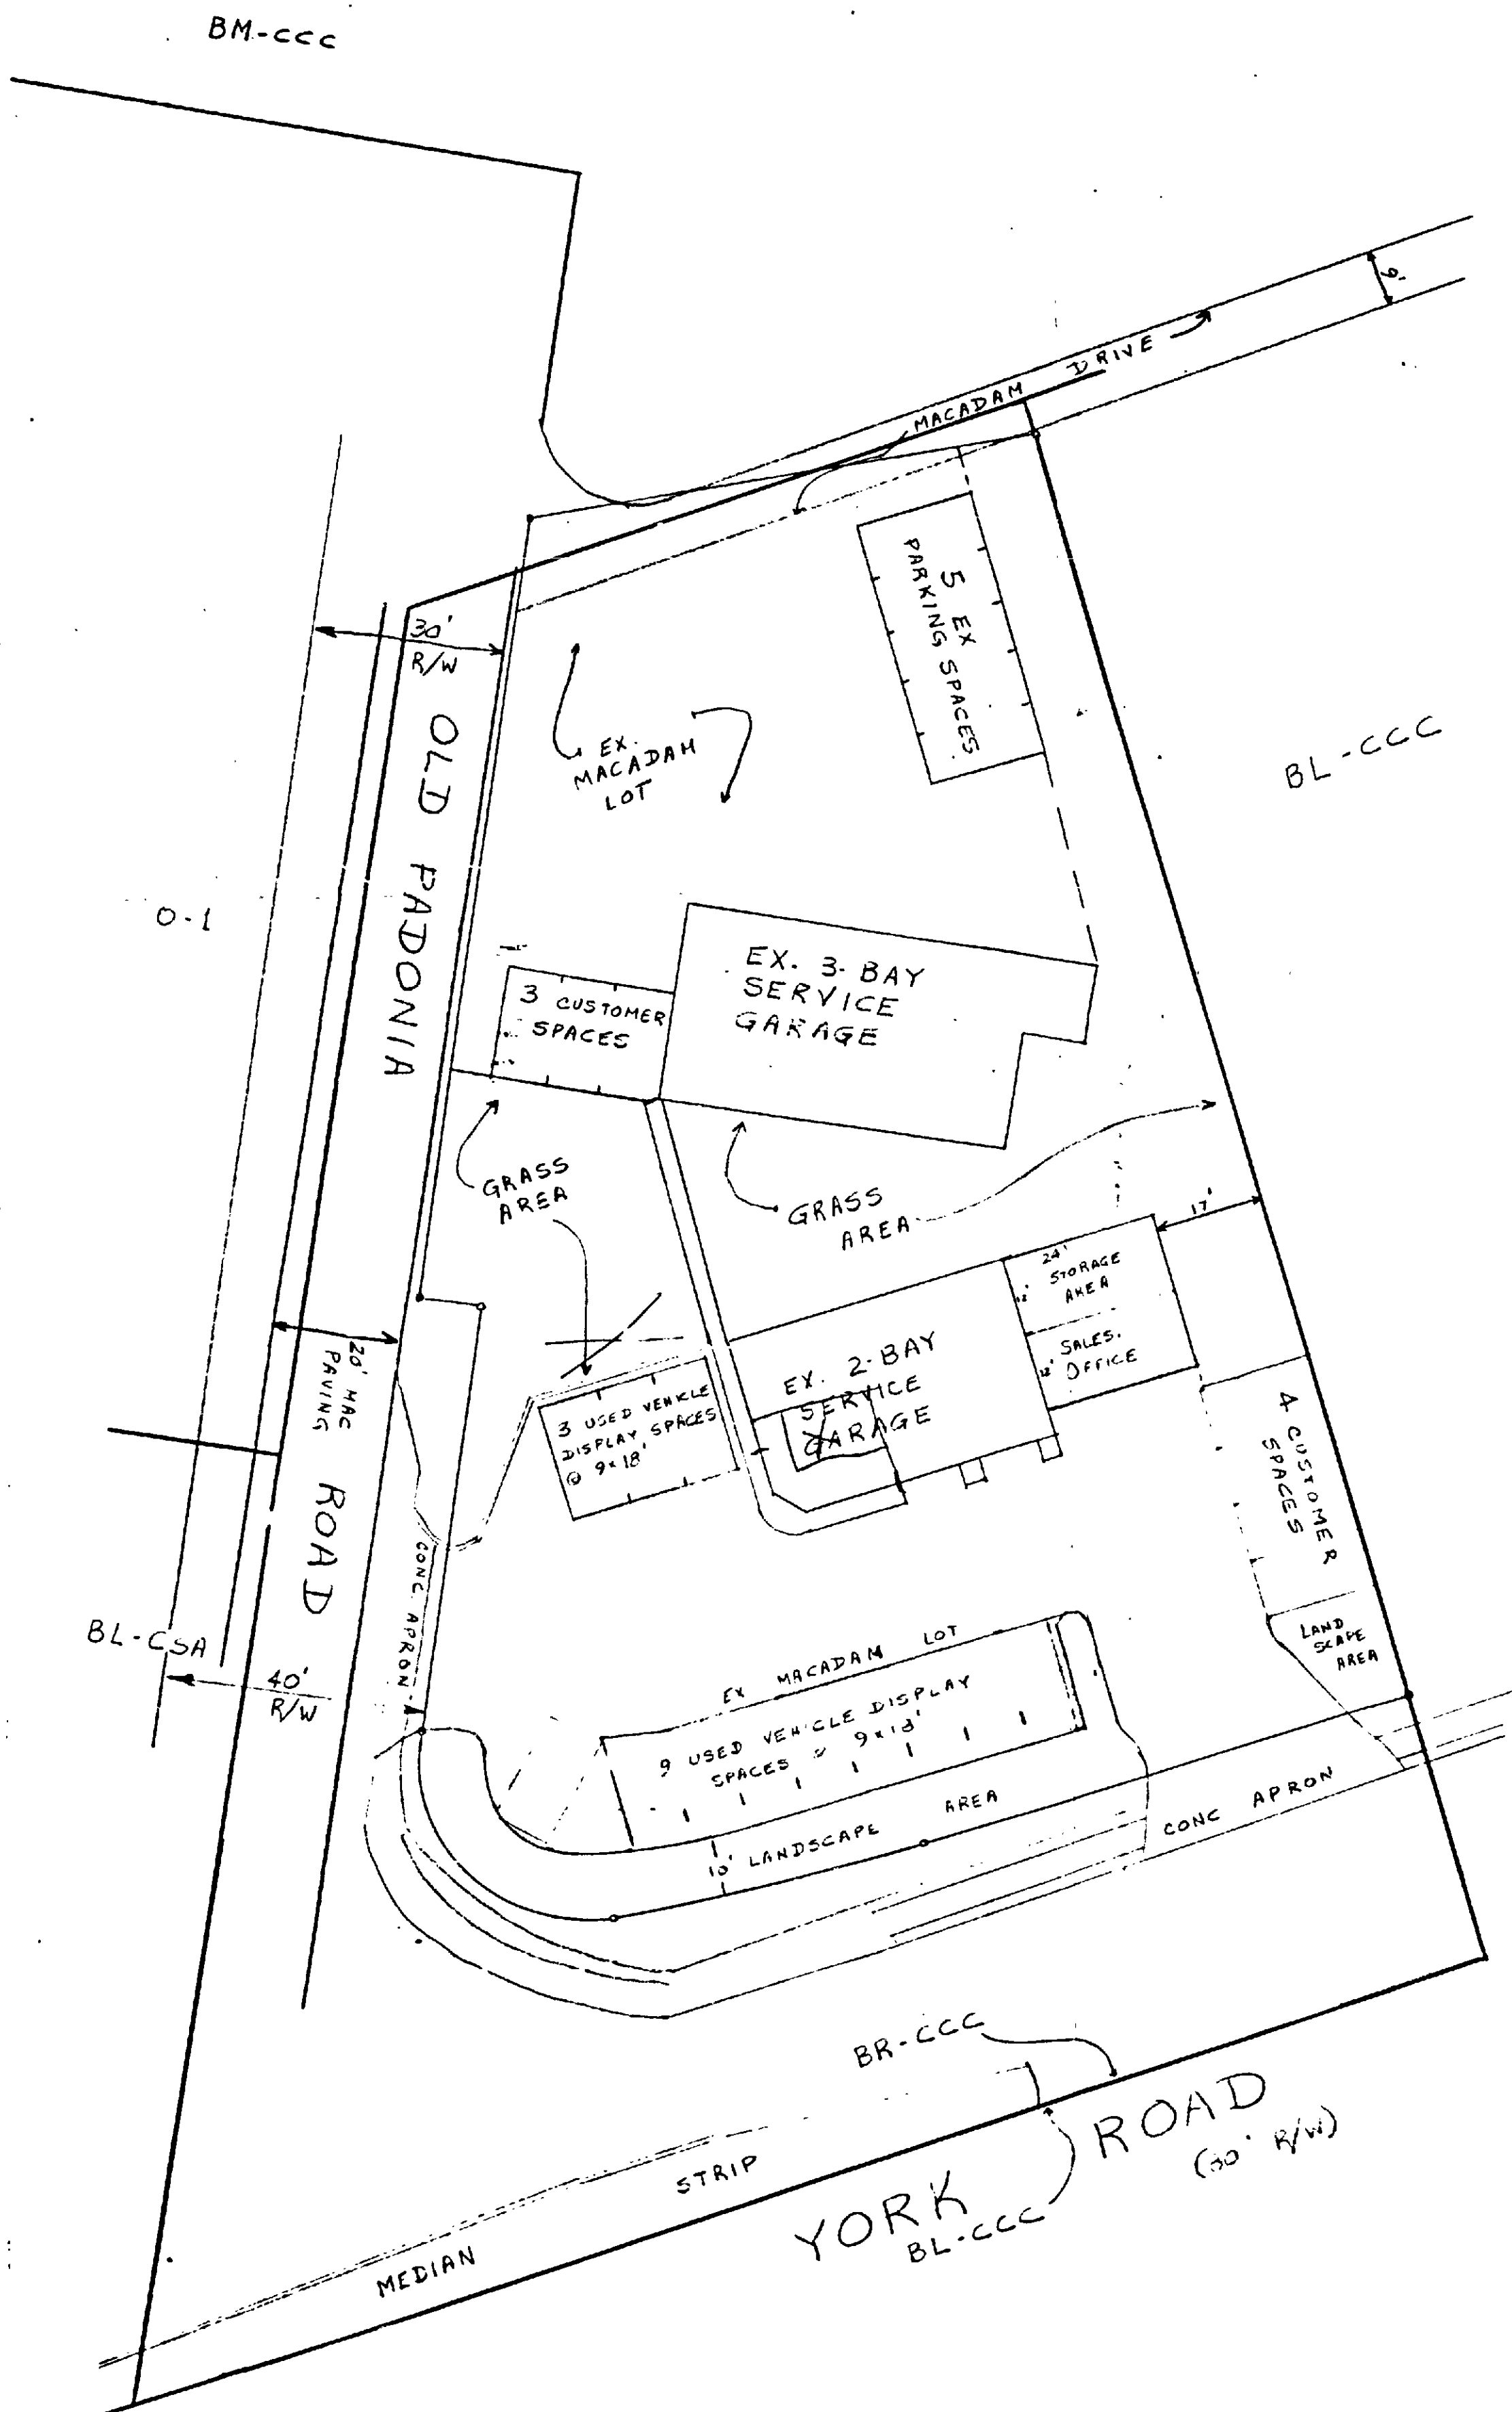 BM-CCC
9'
MACADAM DRIVE
5 EX
PARKING SPACES
30'
R/W
EX.
MACADAM
LOT
BL-CCC
OLD PADONIA ROAD
O-1
EX. 3-BAY
SERVICE
GARAGE
3 CUSTOMER
SPACES
GRASS
AREA
GRASS
AREA
17'
24'
STORAGE
AREA
12'
SALES.
OFFICE
12'
EX. 2-BAY
SERVICE
GARAGE
20' MAC
PAVING
3 USED VEHICLE
DISPLAY SPACES
@ 9x18'
4 CUSTOMER
SPACES
CONC APRON
BL-CSA
40'
R/W
LAND
SCAPE
AREA
EX MACADAM LOT
9 USED VEHICLE DISPLAY
SPACES @ 9x18'
10' LANDSCAPE AREA
CONC APRON
BR-CCC
MEDIAN STRIP
YORK ROAD
BL-CCC
R/W)